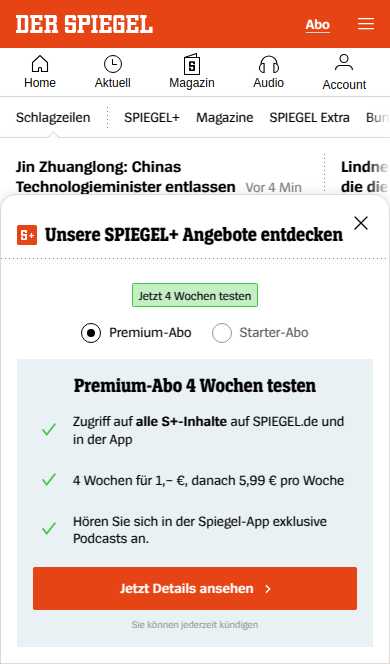 DER SPIEGEL
Abo
Home
Aktuell
Magazin
Audio
Account
Schlagzeilen
SPIEGEL+
Magazine
SPIEGEL Extra
Bun
Jin Zhuanglong: Chinas
Technologieminister entlassen Vor 4 Min
Lindne
die die
S+ Unsere SPIEGEL+ Angebote entdecken
Jetzt 4 Wochen testen
Premium-Abo
Starter-Abo
Premium-Abo 4 Wochen testen
Zugriff auf alle S+-Inhalte auf SPIEGEL.de und
in der App
4 Wochen für 1,– €, danach 5,99 € pro Woche
Hören Sie sich in der Spiegel-App exklusive
Podcasts an.
Jetzt Details ansehen
Sie können jederzeit kündigen